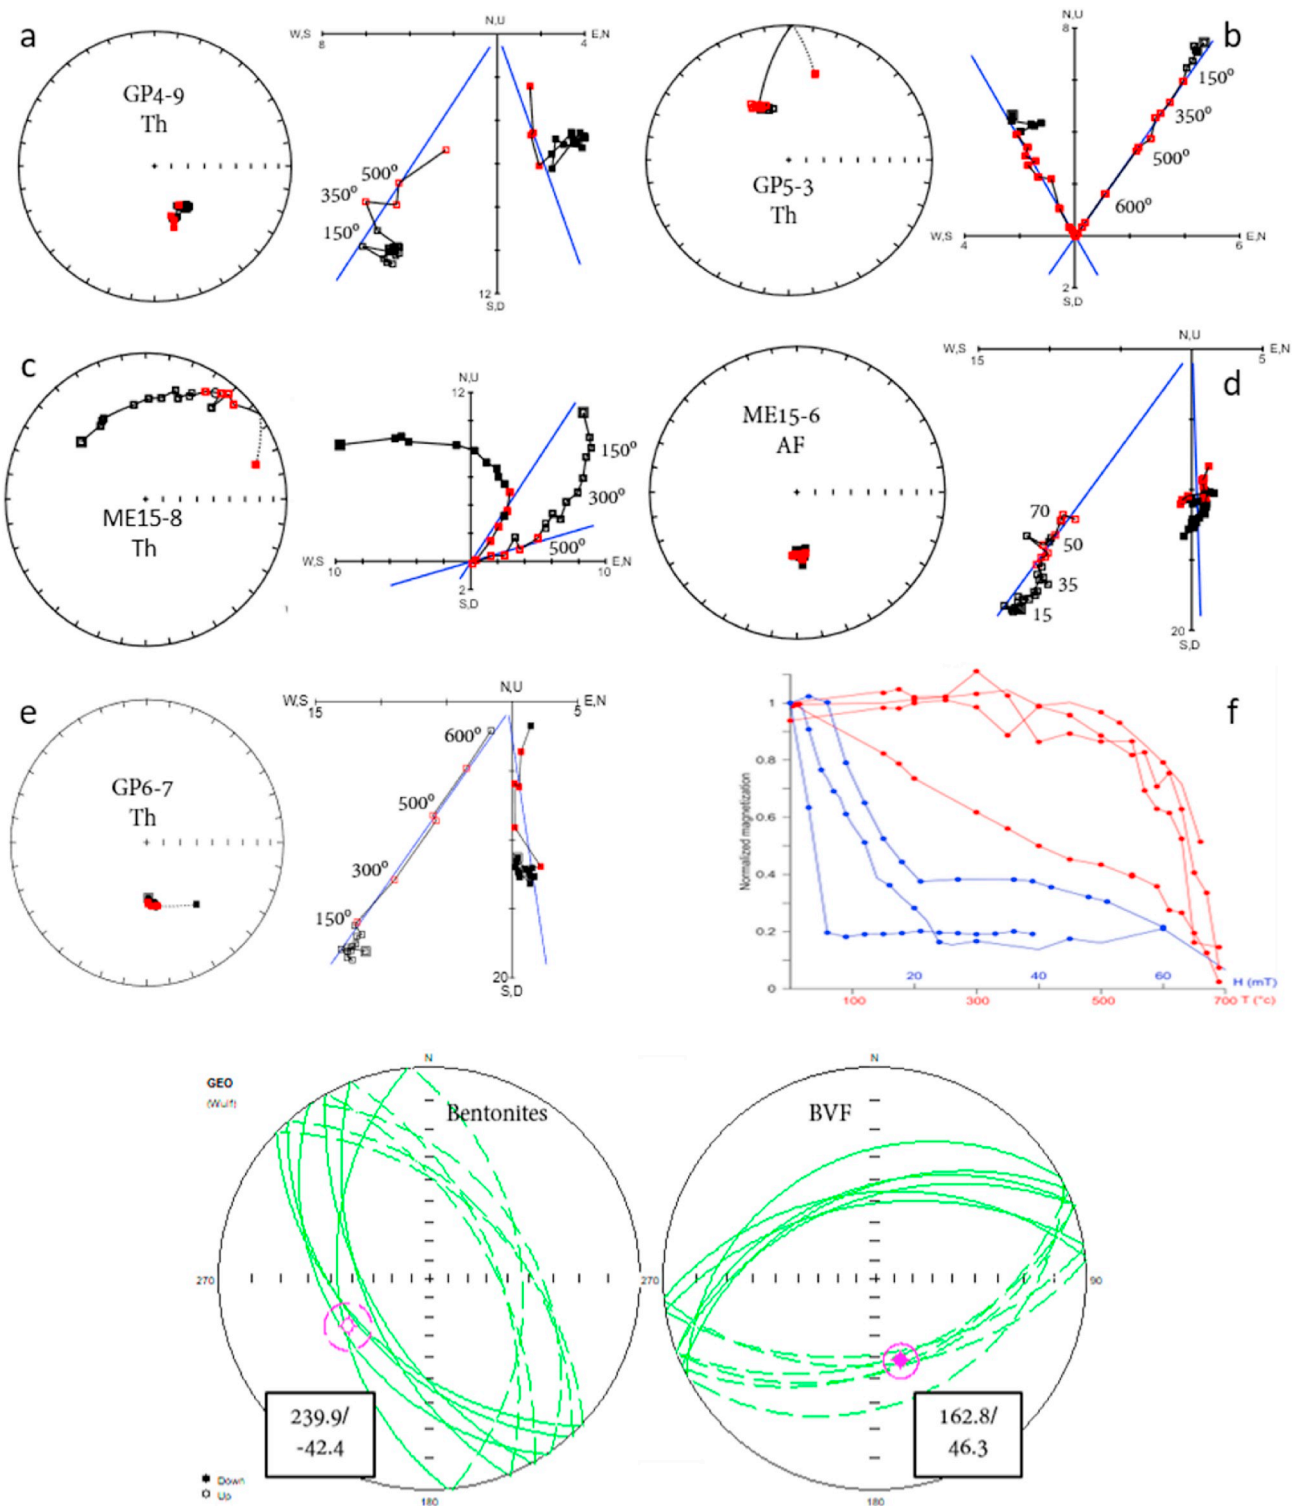 a
GP4-9
Th
N,U
W,S
8
E,N
4
500°
350°
150°
12
S,D
b
GP5-3
Th
N,U
8
150°
350°
500°
600°
W,S
4
E,N
6
2
S,D
c
ME15-8
Th
N,U
12
150°
300°
500°
W,S
10
E,N
10
2
S,D
d
ME15-6
AF
N,U
W,S
15
E,N
5
70
50
35
15
20
S,D
e
GP6-7
Th
N,U
W,S
15
E,N
5
600°
500°
300°
150°
20
S,D
f
Normalized magnetization
1
0.8
0.6
0.4
0.2
0
20
40
60
H (mT)
100
300
500
700 T (°c)
GEO
(Wulf)
N
Bentonites
270
239.9/
-42.4
180
Down
Up
N
BVF
270
90
162.8/
46.3
180